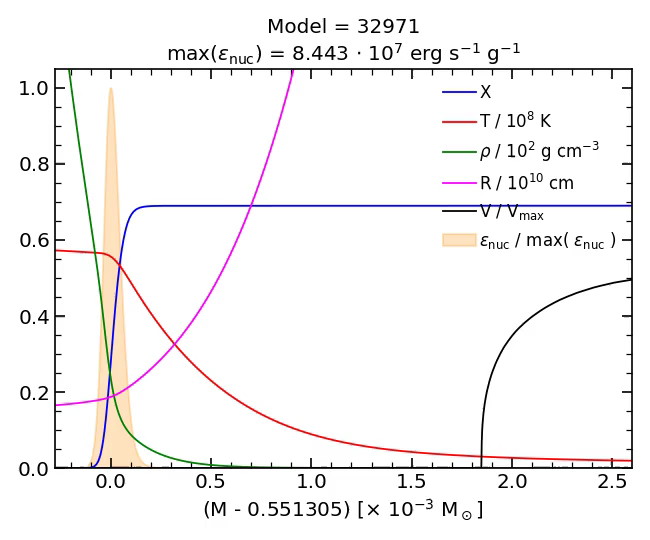 Model = 32971
max(εnuc) = 8.443 · 10⁷ erg s⁻¹ g⁻¹
1.0
0.8
0.6
0.4
0.2
0.0
X
T / 10⁸ K
ρ / 10² g cm⁻³
R / 10¹⁰ cm
V / Vmax
εnuc / max( εnuc )
0.0 0.5 1.0 1.5 2.0 2.5
(M - 0.551305) [× 10⁻³ M⊙]